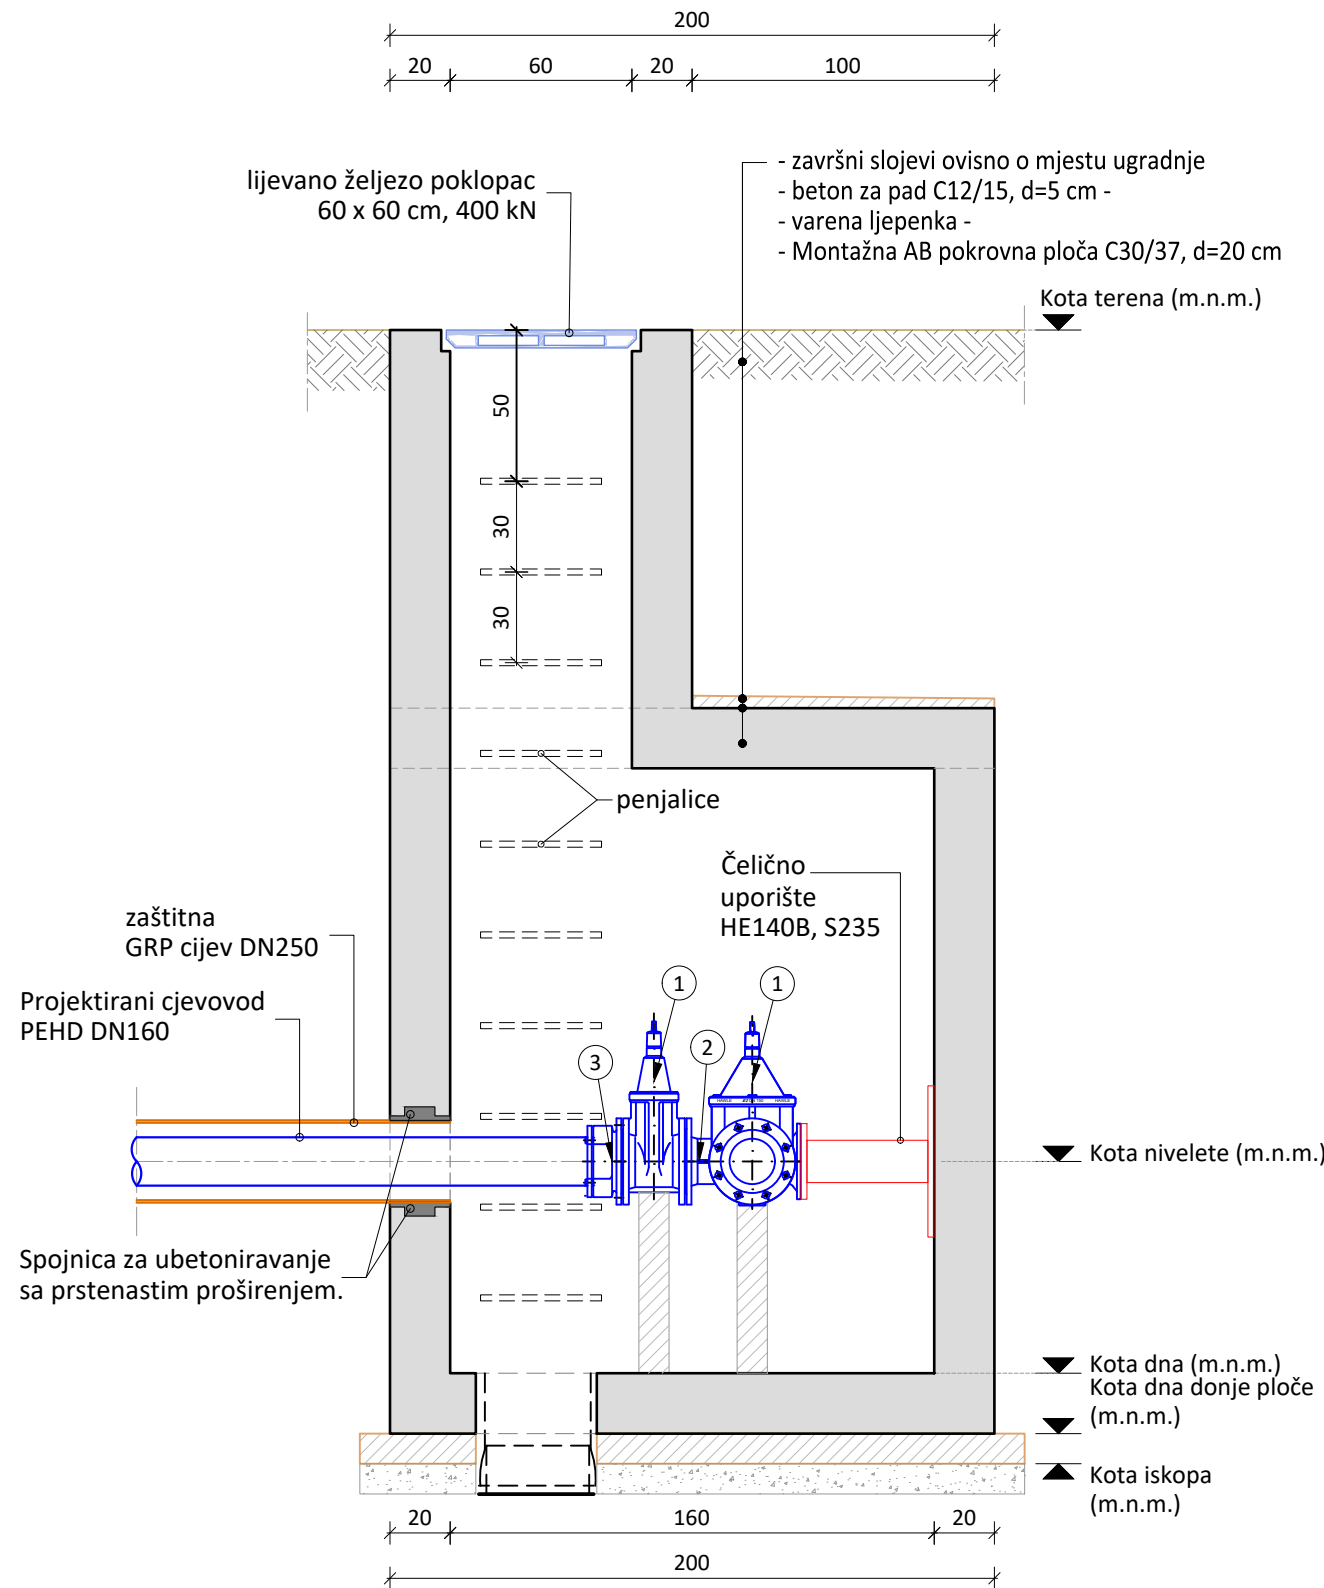 200
20
60
20
100
lijevano željezo poklopac
60 x 60 cm, 400 kN
- završni slojevi ovisno o mjestu ugradnje
- beton za pad C12/15, d=5 cm -
- varena ljepenka -
- Montažna AB pokrovna ploča C30/37, d=20 cm
Kota terena (m.n.m.)
50
30
30
penjalice
Čelično
uporište
HE140B, S235
zaštitna
GRP cijev DN250
Projektirani cjevovod
PEHD DN160
1
1
2
3
Kota nivelete (m.n.m.)
Spojnica za ubetoniravanje
sa prstenastim proširenjem.
Kota dna (m.n.m.)
Kota dna donje ploče
(m.n.m.)
Kota iskopa
(m.n.m.)
20
160
20
200